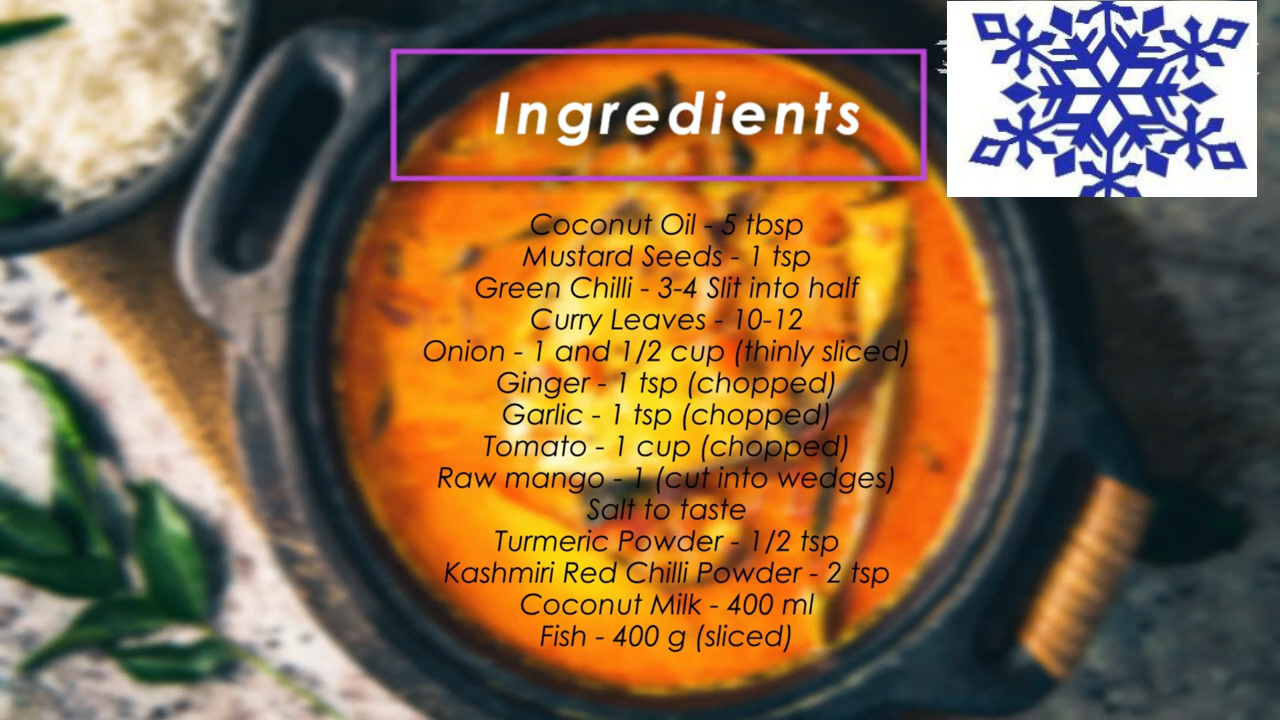 Ingredients
Coconut Oil - 5 tbsp
Mustard Seeds - 1 tsp
Green Chilli - 3-4 Slit into half
Curry Leaves - 10-12
Onion - 1 and 1/2 cup (thinly sliced)
Ginger - 1 tsp (chopped)
Garlic - 1 tsp (chopped)
Tomato - 1 cup (chopped)
Raw mango - 1 (cut into wedges)
Salt to taste
Turmeric Powder - 1/2 tsp
Kashmiri Red Chilli Powder - 2 tsp
Coconut Milk - 400 ml
Fish - 400 g (sliced)